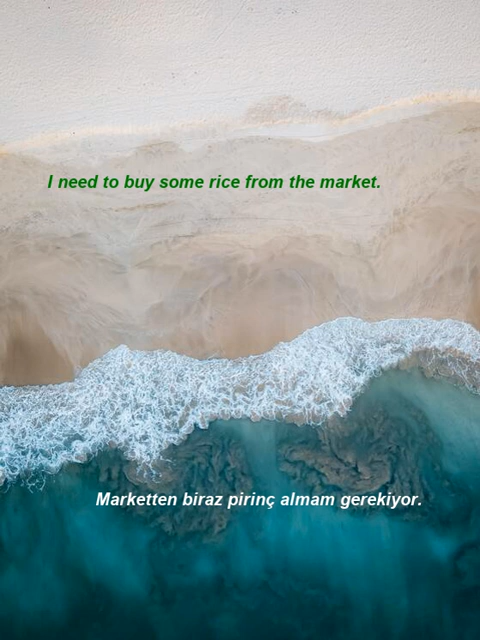 I need to buy some rice from the market.
Marketten biraz pirinç almam gerekiyor.